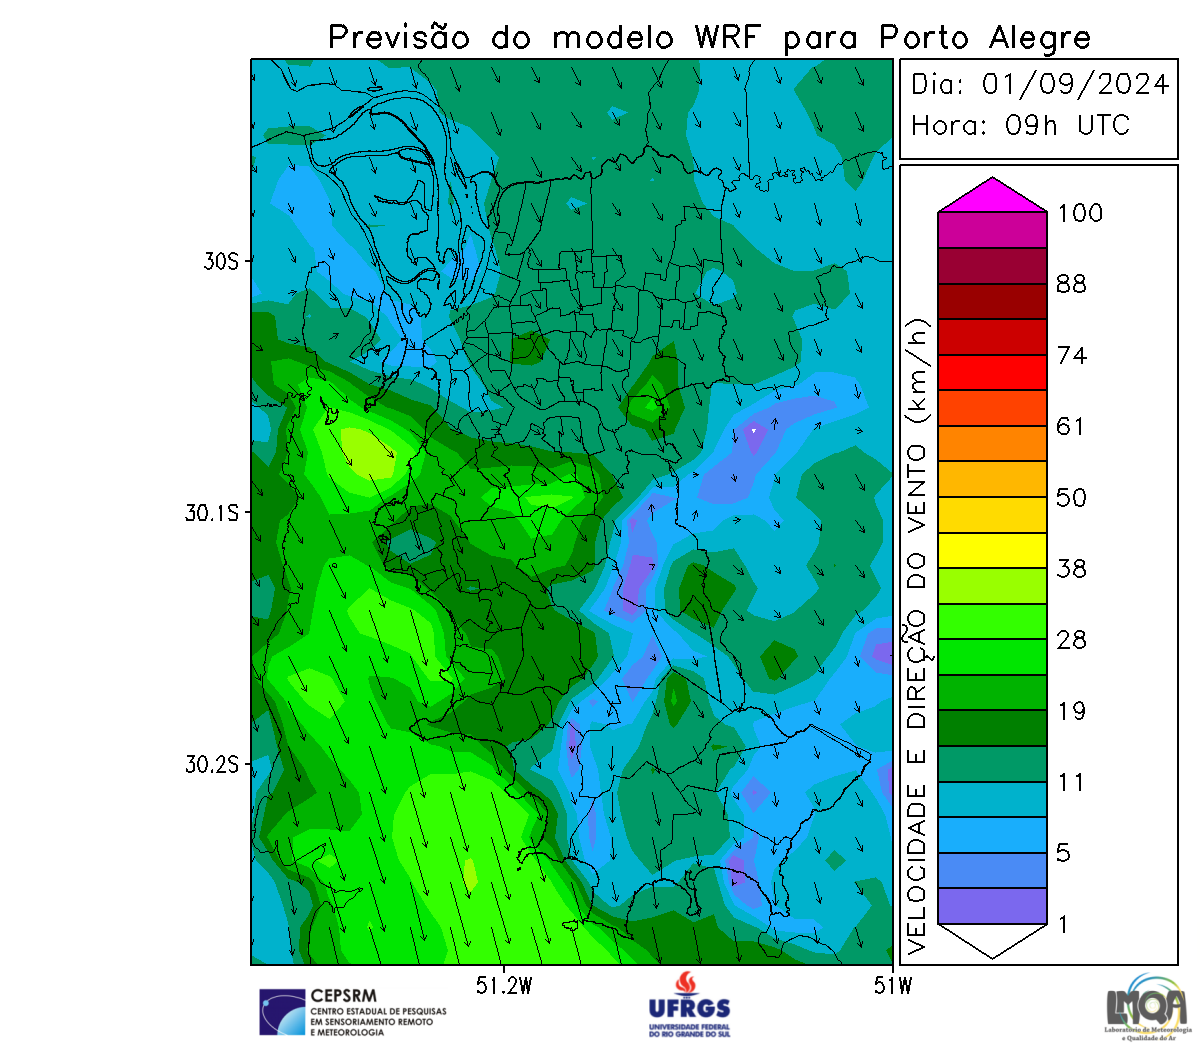 Previsão do modelo WRF para Porto Alegre
Dia: 01/09/2024
Hora: 09h UTC
VELOCIDADE E DIREÇÃO DO VENTO (km/h)
100
88
74
61
50
38
28
19
11
5
1
30S
30.1S
30.2S
51.2W
51W
CEPSRM
CENTRO ESTADUAL DE PESQUISAS
EM SENSORIAMENTO REMOTO
E METEOROLOGIA
UFRGS
UNIVERSIDADE FEDERAL
DO RIO GRANDE DO SUL
LMQA
Laboratório de Meteorologia
e Qualidade do Ar